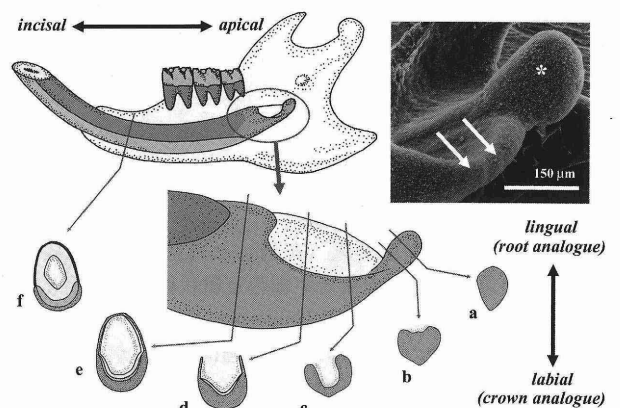 incisal apical
*
150 µm
lingual
(root analogue)
f
a
b
e
d
c
labial
(crown analogue)